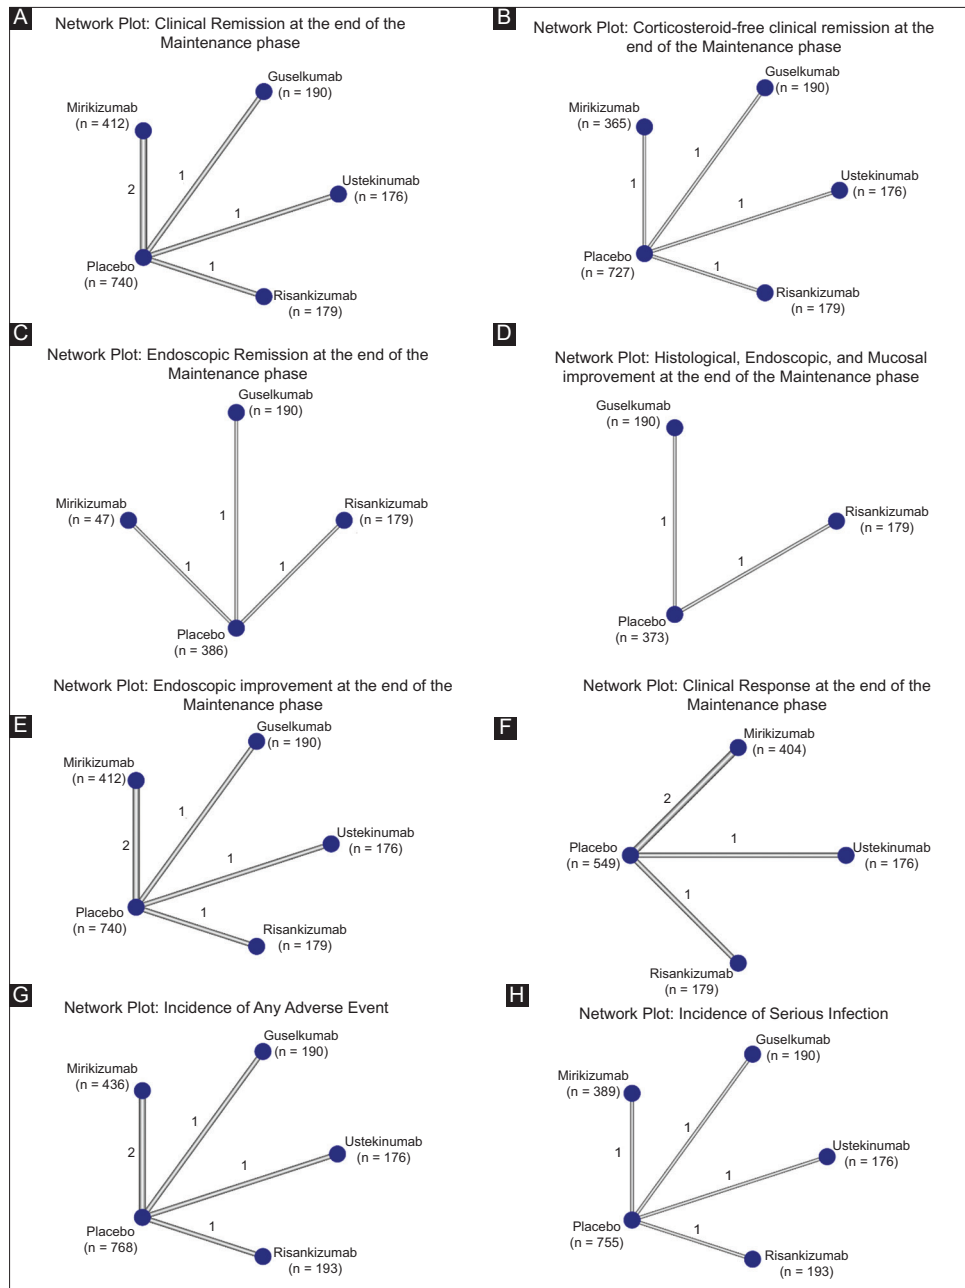 A
Network Plot: Clinical Remission at the end of the
Maintenance phase
Guselkumab
(n = 190)
Mirikizumab
(n = 412)
1
2
Ustekinumab
(n = 176)
1
Placebo
(n = 740)
1
Risankizumab
(n = 179)
B
Network Plot: Corticosteroid-free clinical remission at the
end of the Maintenance phase
Guselkumab
(n = 190)
Mirikizumab
(n = 365)
1
1
Ustekinumab
(n = 176)
1
Placebo
(n = 727)
1
Risankizumab
(n = 179)
C
Network Plot: Endoscopic Remission at the end of the
Maintenance phase
Guselkumab
(n = 190)
Mirikizumab
(n = 47)
1
Risankizumab
(n = 179)
1
1
Placebo
(n = 386)
D
Network Plot: Histological, Endoscopic, and Mucosal
improvement at the end of the Maintenance phase
Guselkumab
(n = 190)
1
Risankizumab
(n = 179)
1
Placebo
(n = 373)
E
Network Plot: Endoscopic improvement at the end of the
Maintenance phase
Guselkumab
(n = 190)
Mirikizumab
(n = 412)
1
2
Ustekinumab
(n = 176)
1
Placebo
(n = 740)
1
Risankizumab
(n = 179)
F
Network Plot: Clinical Response at the end of the
Maintenance phase
Mirikizumab
(n = 404)
2
Placebo
(n = 549)
1
Ustekinumab
(n = 176)
1
Risankizumab
(n = 179)
G
Network Plot: Incidence of Any Adverse Event
Guselkumab
(n = 190)
Mirikizumab
(n = 436)
1
2
Ustekinumab
(n = 176)
1
Placebo
(n = 768)
1
Risankizumab
(n = 193)
H
Network Plot: Incidence of Serious Infection
Guselkumab
(n = 190)
Mirikizumab
(n = 389)
1
1
Ustekinumab
(n = 176)
1
Placebo
(n = 755)
1
Risankizumab
(n = 193)